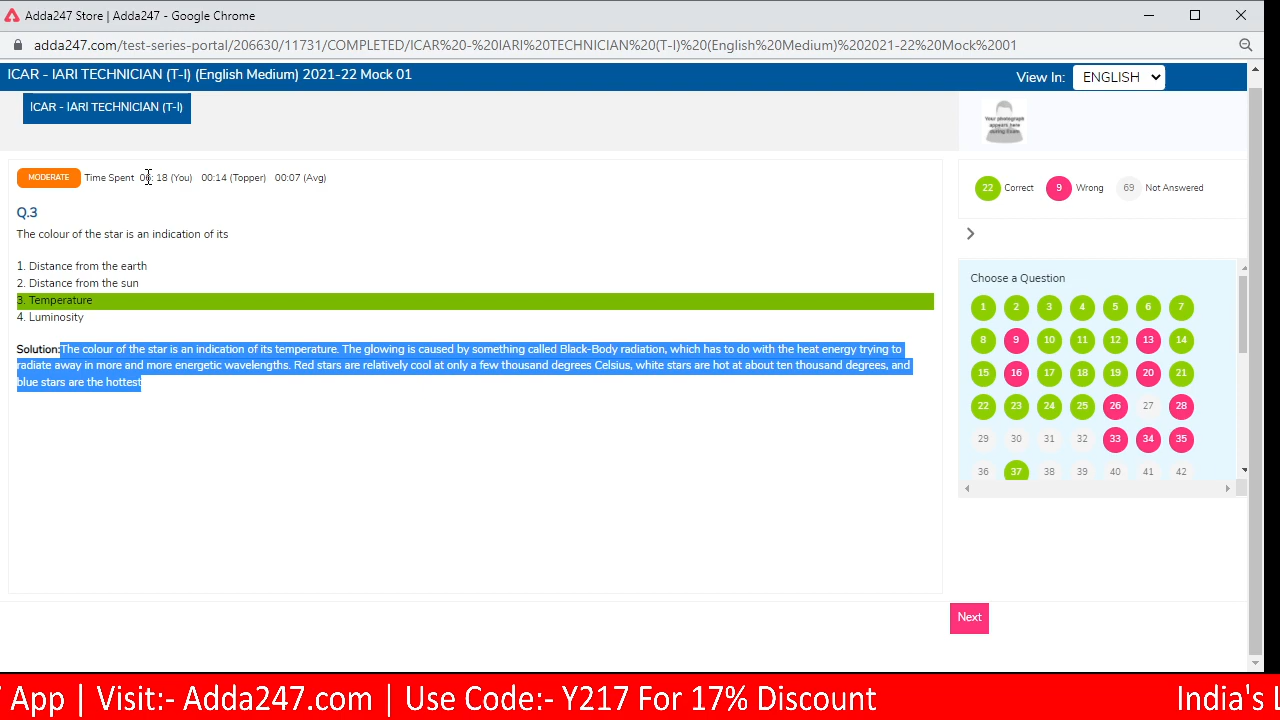 Adda247 Store | Adda247 - Google Chrome
adda247.com/test-series-portal/206630/11731/COMPLETED/ICAR%20-%20IARI%20TECHNICIAN%20(T-I)%20(English%20Medium)%202021-22%20Mock%2001
ICAR - IARI TECHNICIAN (T-I) (English Medium) 2021-22 Mock 01
View In: ENGLISH
ICAR - IARI TECHNICIAN (T-I)
Your photograph
appears here
during Exam
MODERATE Time Spent 06: 18 (You) 00:14 (Topper) 00:07 (Avg)
22 Correct 9 Wrong 69 Not Answered
Q.3
The colour of the star is an indication of its
1. Distance from the earth
2. Distance from the sun
3. Temperature
4. Luminosity
Solution:The colour of the star is an indication of its temperature. The glowing is caused by something called Black-Body radiation, which has to do with the heat energy trying to
radiate away in more and more energetic wavelengths. Red stars are relatively cool at only a few thousand degrees Celsius, white stars are hot at about ten thousand degrees, and
blue stars are the hottest
Choose a Question
1 2 3 4 5 6 7
8 9 10 11 12 13 14
15 16 17 18 19 20 21
22 23 24 25 26 27 28
29 30 31 32 33 34 35
36 37 38 39 40 41 42
Next
App | Visit:- Adda247.com | Use Code:- Y217 For 17% Discount
India's